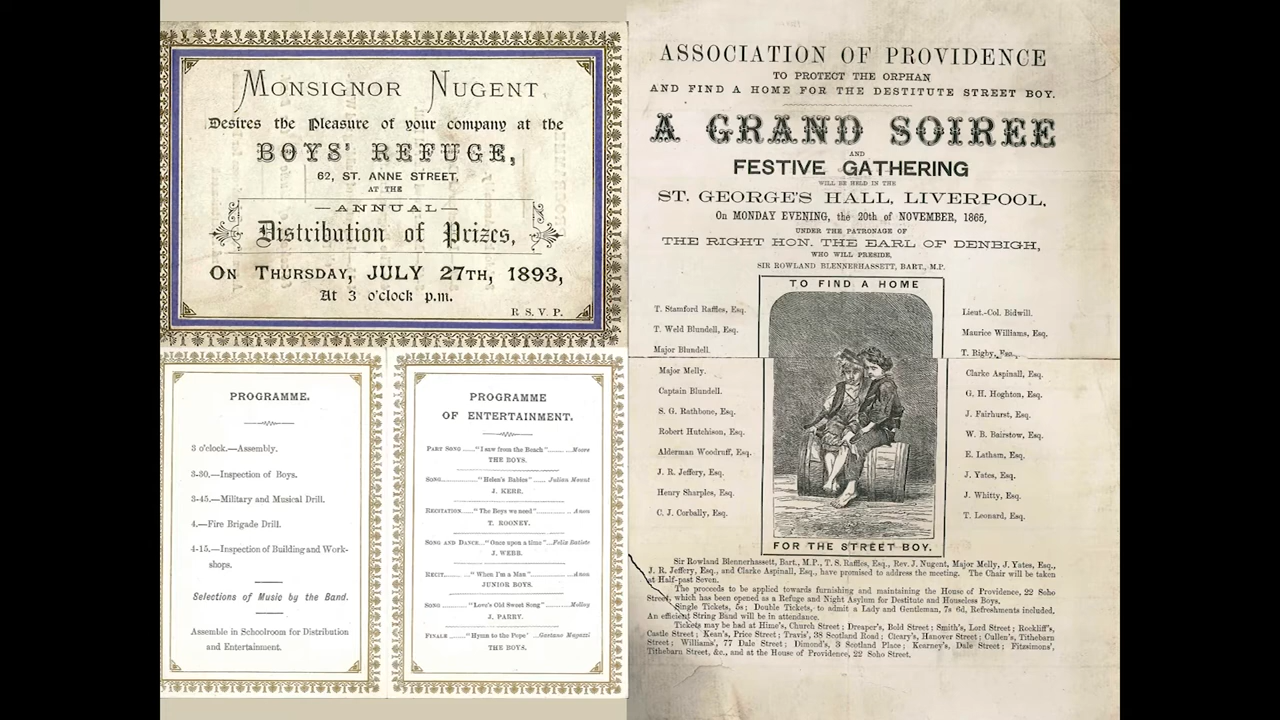 MONSIGNOR NUGENT
Desires the Pleasure of your company at the
BOYS' REFUGE,
62, ST. ANNE STREET,
AT THE
ANNUAL
Distribution of Prizes,
ON THURSDAY, JULY 27TH, 1893,
At 3 o'clock p.m.
R.S.V.P.
PROGRAMME.
3 o'clock.—Assembly.
3-30.—Inspection of Boys.
3-45.—Military and Musical Drill.
4.—Fire Brigade Drill.
4-15.—Inspection of Building and Work-
shops.
Selections of Music by the Band.
Assemble in Schoolroom for Distribution
and Entertainment.
PROGRAMME
OF ENTERTAINMENT.
PART SONG ....."I saw from the Beach"........Moore
THE BOYS.
SONG............"Helen's Babies" ...... Julian Mount
J. KERR.
RECITATION....."The Boys we need"........... Anon
T. ROONEY.
SONG AND DANCE..."Once upon a time"...Felix
J. WEBB.
RECIT. ......"When I'm a Man" ...........Anon
JUNIOR BOYS.
SONG ........"Love's Old Sweet Song" ...Molloy
J. PARRY.
FINALE ..."Hymn to the Pope" ...Gaetano
THE BOYS.
ASSOCIATION OF PROVIDENCE
TO PROTECT THE ORPHAN
AND FIND A HOME FOR THE DESTITUTE STREET BOY.
A GRAND SOIREE
AND
FESTIVE GATHERING
WILL BE HELD IN THE
ST. GEORGE'S HALL, LIVERPOOL,
On MONDAY EVENING, the 20th of NOVEMBER, 1865,
UNDER THE PATRONAGE OF
THE RIGHT HON. THE EARL OF DENBIGH,
WHO WILL PRESIDE.
SIR ROWLAND BLENNERHASSETT, BART., M.P.
T. Stamford Raffles, Esq.
T. Weld Blundell, Esq.
Major Blundell.
Major Melly.
Captain Blundell.
S. G. Rathbone, Esq.
Robert Hutchison, Esq.
Alderman Woodruff, Esq.
J. R. Jeffery, Esq.
Henry Sharples, Esq.
C. J. Corbally, Esq.
TO FIND A HOME
FOR THE STREET BOY.
Lieut.-Col. Bidwill.
Maurice Williams, Esq.
T. Rigby, Esq.,
Clarke Aspinall, Esq.
G. H. Hoghton, Esq.
J. Fairhurst, Esq.
W. B. Bairstow, Esq.
E. Latham, Esq.
J. Yates, Esq.
J. Whitty, Esq.
T. Leonard, Esq.
Sir Rowland Blennerhassett, Bart., M.P., T. S. Raffles, Esq., Rev. J. Nugent, Major Melly, J. Yates, Esq.,
J. R. Jeffery, Esq., and Clarke Aspinall, Esq., have promised to address the meeting. The Chair will be taken
at Half-past Seven.
The proceeds to be applied towards furnishing and maintaining the House of Providence, 22 Soho
Street, which has been opened as a Refuge and Night Asylum for Destitute and Houseless Boys.
Single Tickets, 5s; Double Tickets, to admit a Lady and Gentleman, 7s 6d, Refreshments included.
An efficient String Band will be in attendance.
Tickets may be had at Hime's, Church Street; Dreaper's, Bold Street; Smith's, Lord Street; Rockliff's,
Castle Street; Kean's, Price Street; Travis', 38 Scotland Road; Cleary's, Hanover Street; Cullen's, Tithebarn
Street; Williams', 77 Dale Street; Dimond's, 3 Scotland Place; Kearney's, Dale Street; Fitzsimons',
Tithebarn Street, &c., and at the House of Providence, 22 Soho Street.